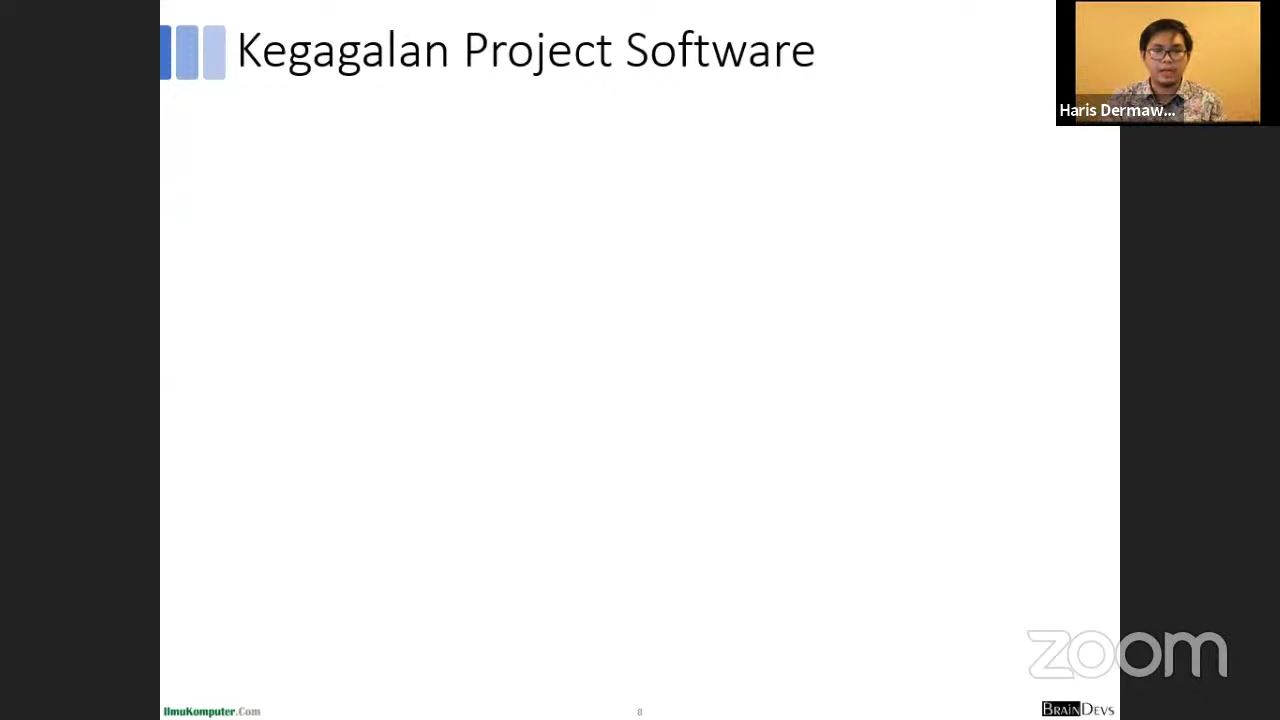 Kegagalan Project Software
Haris Dermaw...
zoom
IlmuKomputer.Com
8
BRAINDEVS